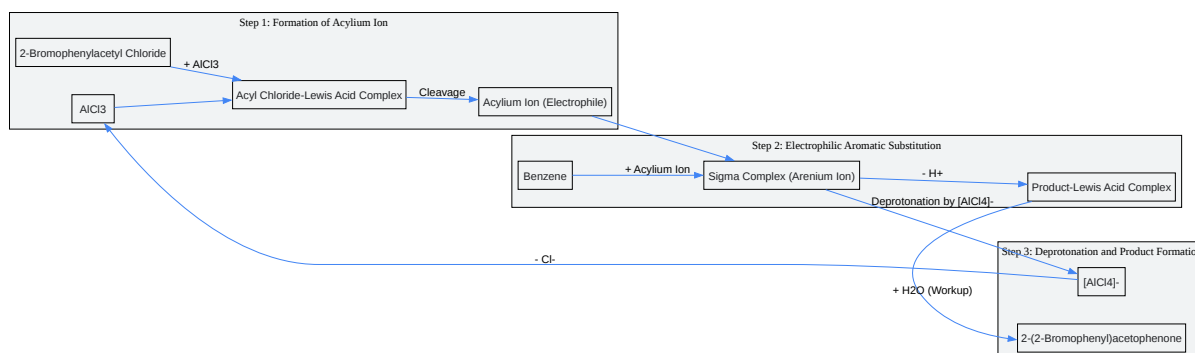 Step 1: Formation of Acylium Ion
2-Bromophenylacetyl Chloride
+ AlCl3
AlCl3
Acyl Chloride-Lewis Acid Complex
Cleavage
Acylium Ion (Electrophile)
Step 2: Electrophilic Aromatic Substitution
Benzene
+ Acylium Ion
Sigma Complex (Arenium Ion)
- H+
Product-Lewis Acid Complex
Deprotonation by [AlCl4]-
Step 3: Deprotonation and Product Formation
- Cl-
[AlCl4]-
+ H2O (Workup)
2-(2-Bromophenyl)acetophenone